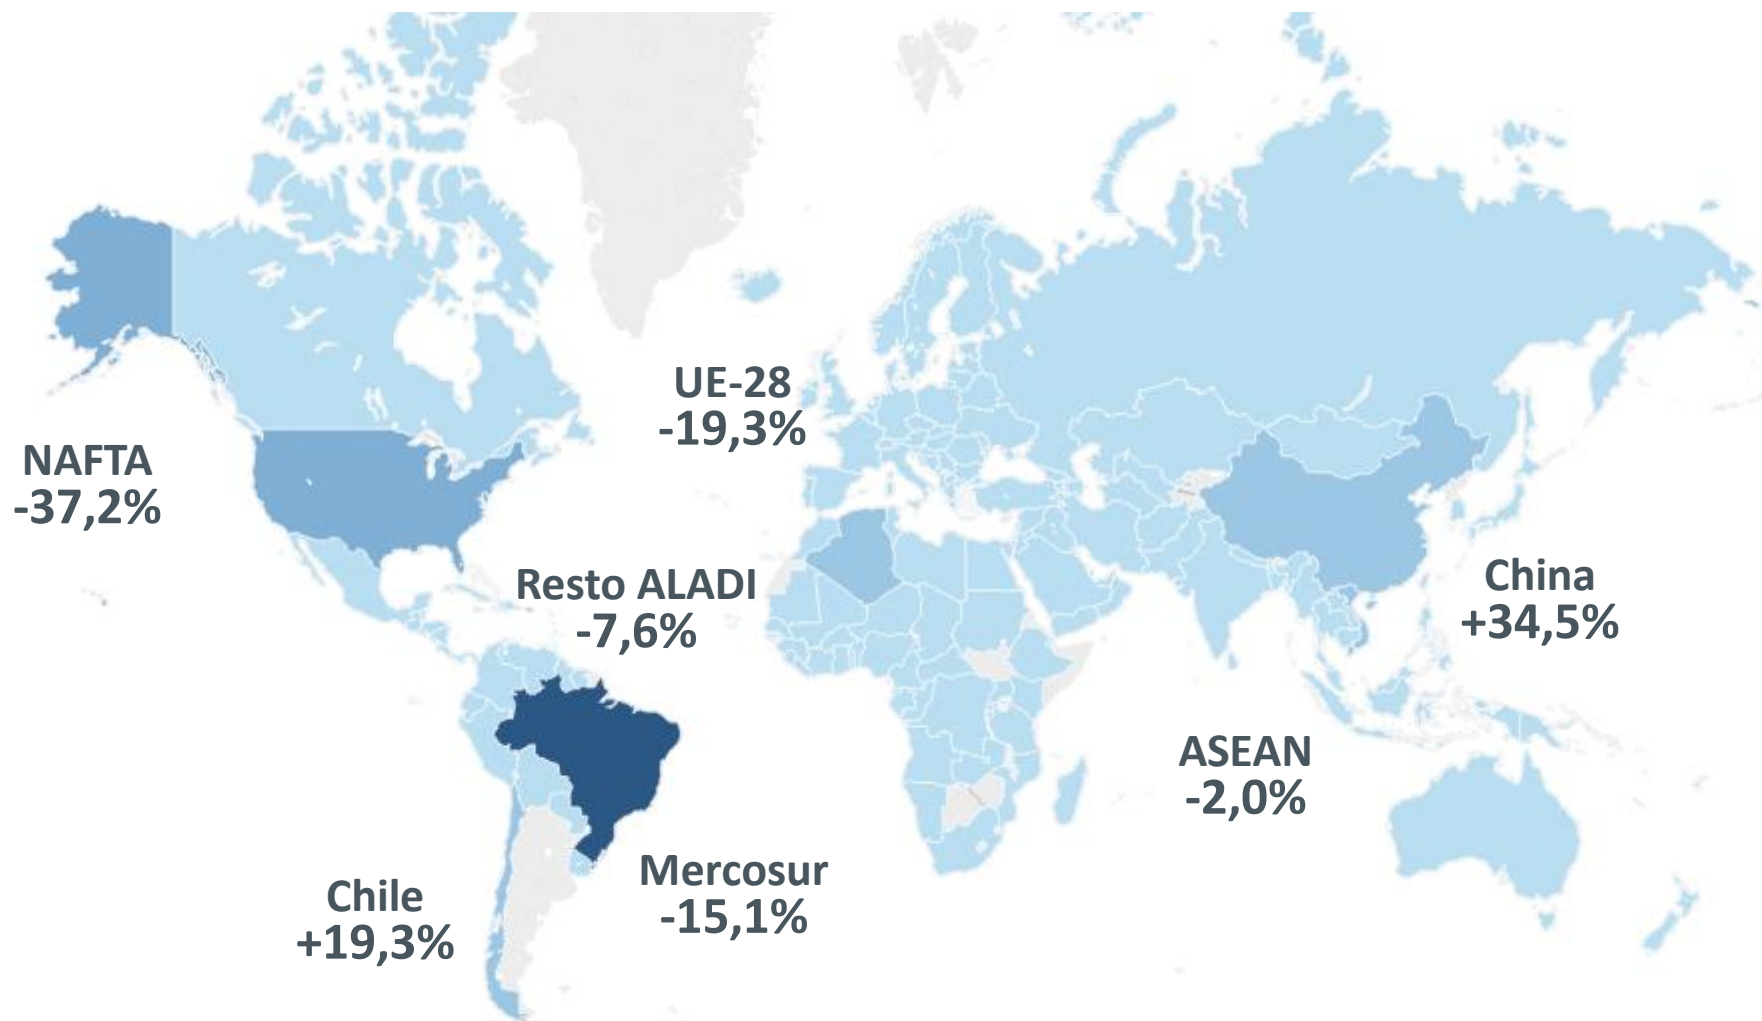 UE-28
-19,3%
NAFTA
-37,2%
Resto ALADI
-7,6%
China
+34,5%
ASEAN
-2,0%
Mercosur
-15,1%
Chile
+19,3%